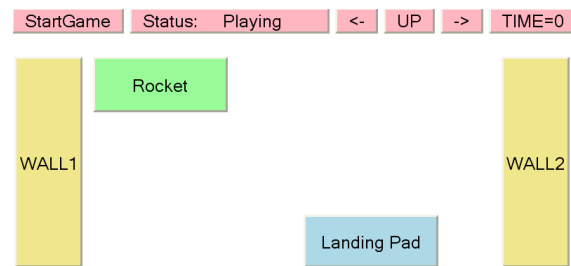 StartGame Status: Playing <- UP -> TIME=0
Rocket
WALL1 WALL2
Landing Pad